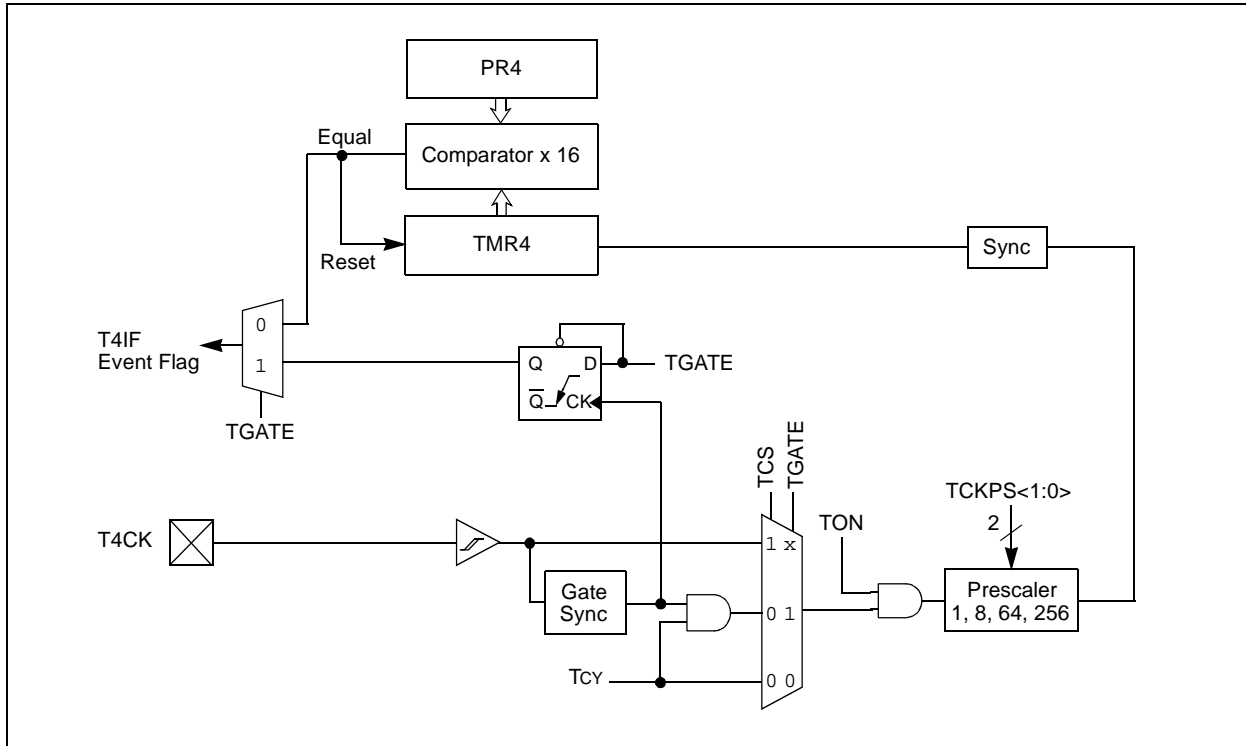 PR4
Equal
Comparator x 16
TMR4
Reset
Sync
0
T4IF
Event Flag
1
Q D
TGATE
Q̅ CK
TGATE
TCS
TGATE
TCKPS<1:0>
2
TON
T4CK
1 x
Gate
Sync
Prescaler
1, 8, 64, 256
0 1
TCY
0 0